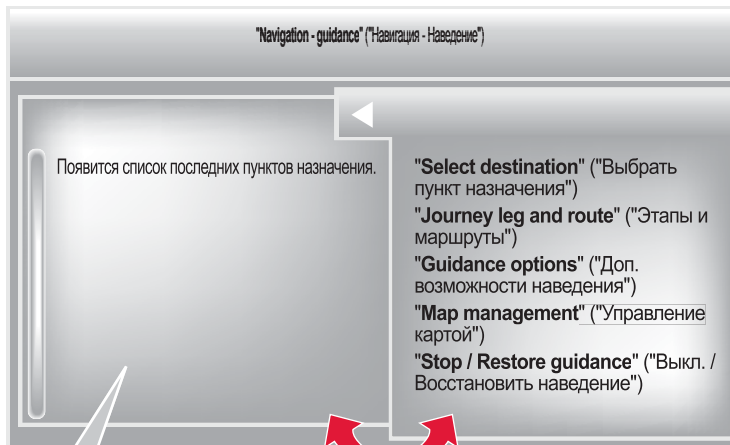 "Navigation - guidance" ("Навигация - Наведение")
Появится список последних пунктов назначения.
"Select destination" ("Выбрать
пункт назначения")
"Journey leg and route" ("Этапы и
маршруты")
"Guidance options" ("Доп.
возможности наведения")
"Map management" ("Управление
картой")
"Stop / Restore guidance" ("Выкл. /
Восстановить наведение")